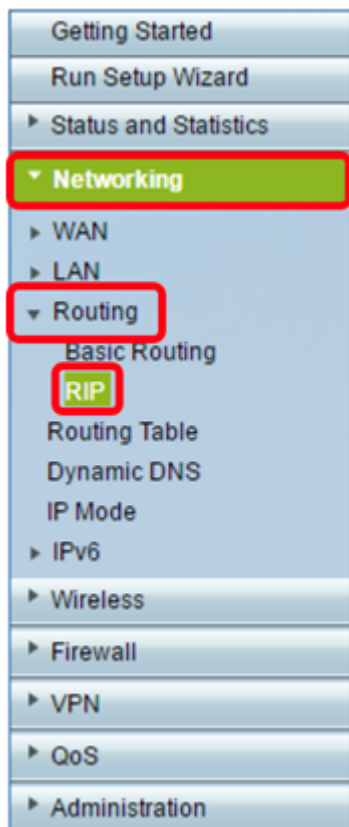 Getting Started
Run Setup Wizard
Status and Statistics
Networking
WAN
LAN
Routing
Basic Routing
RIP
Routing Table
Dynamic DNS
IP Mode
IPv6
Wireless
Firewall
VPN
QoS
Administration